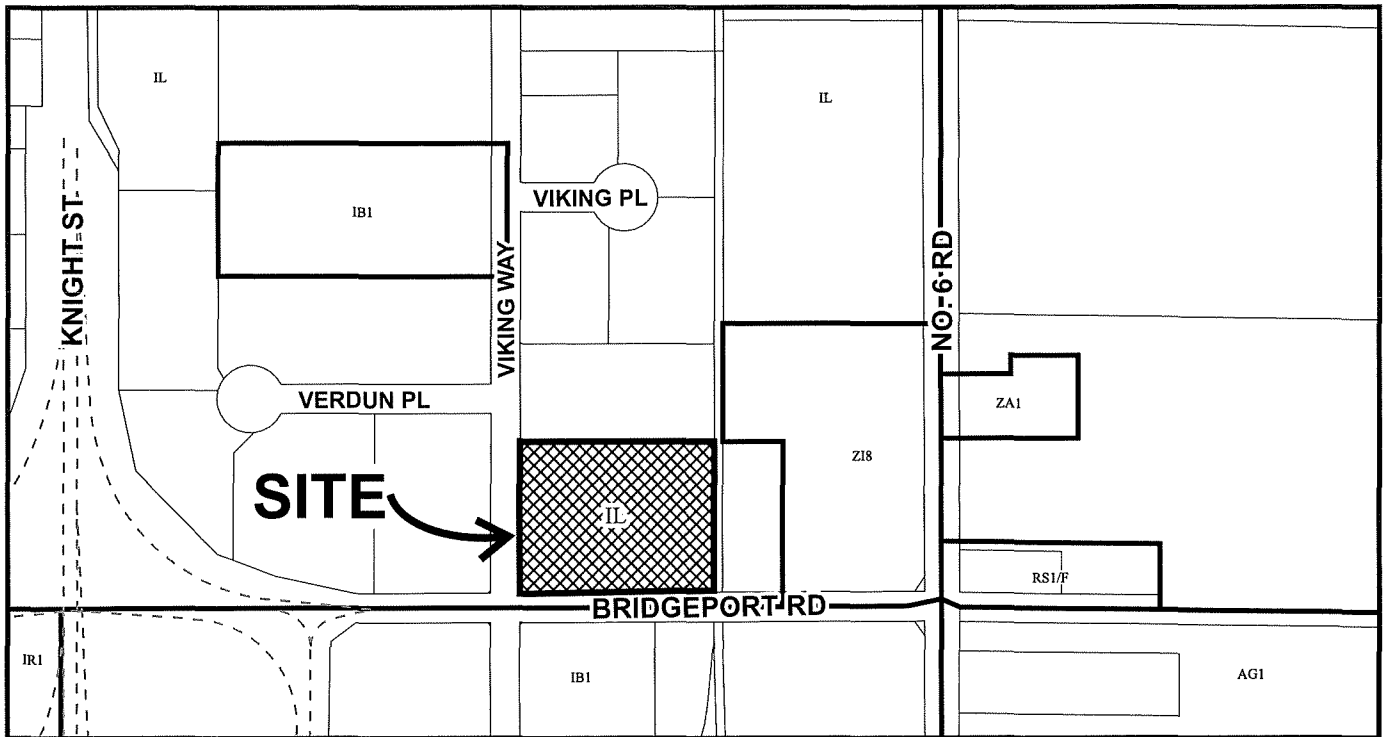 IL
IL
VIKING PL
KNIGHT ST
IB1
VIKING WAY
NO. 6 RD
VERDUN PL
ZA1
ZI8
SITE
IL
RS1/F
BRIDGEPORT RD
IR1
IB1
AG1